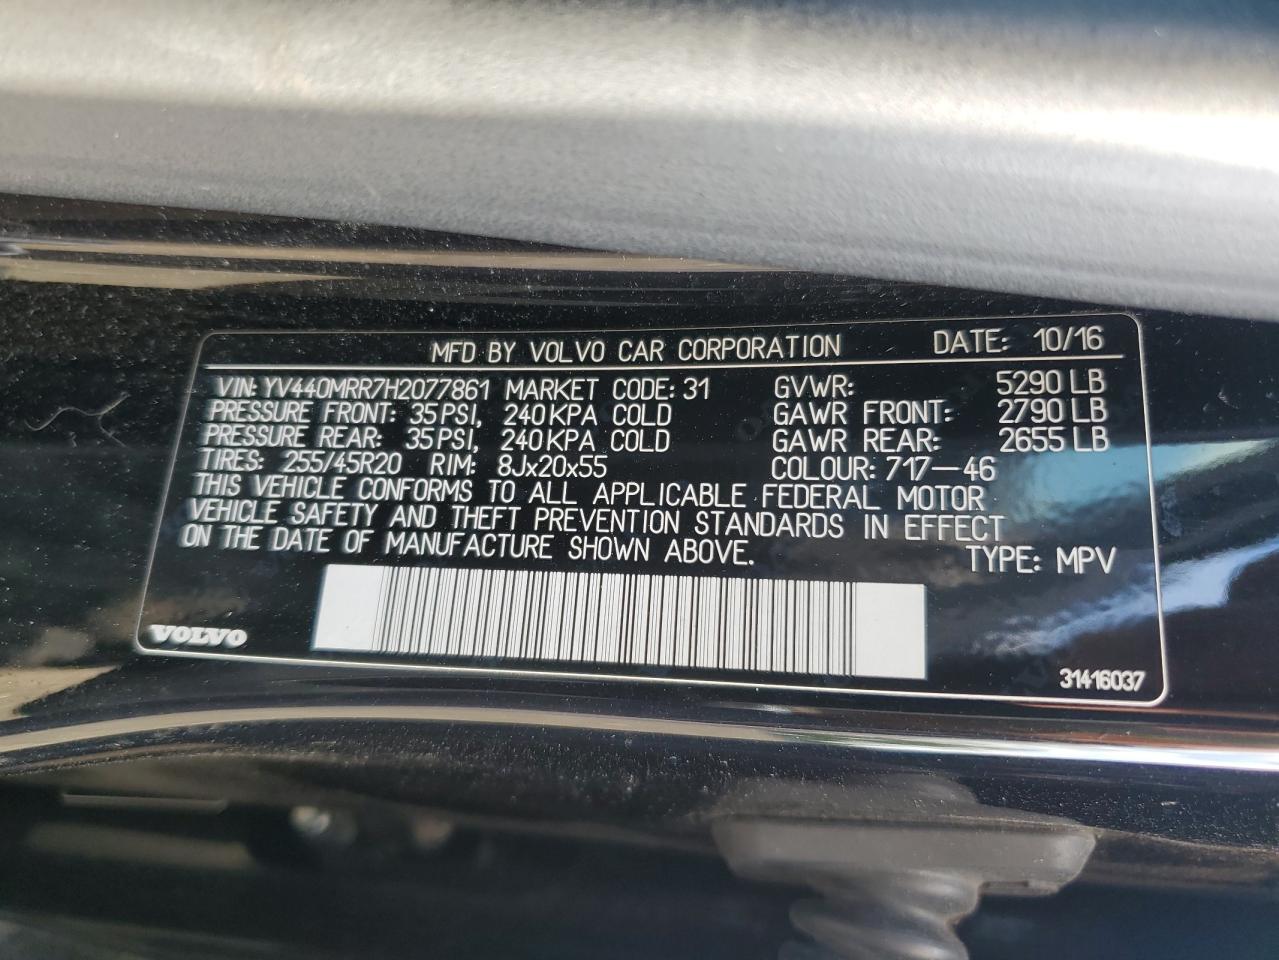 MFD BY VOLVO CAR CORPORATION DATE: 10/16
VIN: YV440MRR7H2077861 MARKET CODE: 31 GVWR: 5290 LB
PRESSURE FRONT: 35 PSI, 240 KPA COLD GAWR FRONT: 2790 LB
PRESSURE REAR: 35 PSI, 240 KPA COLD GAWR REAR: 2655 LB
TIRES: 255/45R20 RIM: 8Jx20x55 COLOUR: 717-46
THIS VEHICLE CONFORMS TO ALL APPLICABLE FEDERAL MOTOR
VEHICLE SAFETY AND THEFT PREVENTION STANDARDS IN EFFECT
ON THE DATE OF MANUFACTURE SHOWN ABOVE. TYPE: MPV
VOLVO
31416037